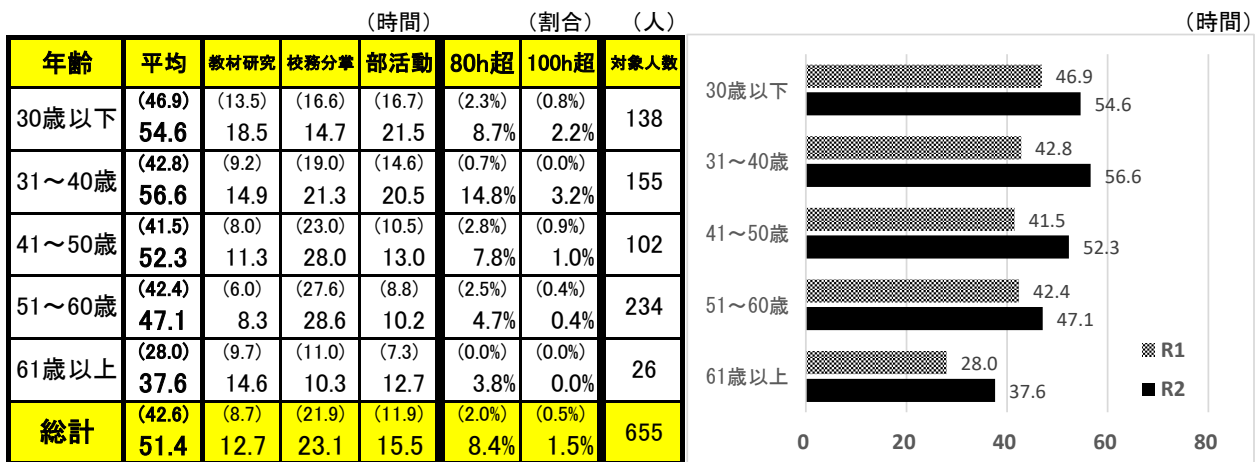 （時間） （割合） （人）
年齢 平均 教材研究 校務分掌 部活動 80h超 100h超 対象人数
30歳以下 (46.9) (13.5) (16.6) (16.7) (2.3%) (0.8%) 138
54.6 18.5 14.7 21.5 8.7% 2.2%
31～40歳 (42.8) (9.2) (19.0) (14.6) (0.7%) (0.0%) 155
56.6 14.9 21.3 20.5 14.8% 3.2%
41～50歳 (41.5) (8.0) (23.0) (10.5) (2.8%) (0.9%) 102
52.3 11.3 28.0 13.0 7.8% 1.0%
51～60歳 (42.4) (6.0) (27.6) (8.8) (2.5%) (0.4%) 234
47.1 8.3 28.6 10.2 4.7% 0.4%
61歳以上 (28.0) (9.7) (11.0) (7.3) (0.0%) (0.0%) 26
37.6 14.6 10.3 12.7 3.8% 0.0%
総計 (42.6) (8.7) (21.9) (11.9) (2.0%) (0.5%) 655
51.4 12.7 23.1 15.5 8.4% 1.5%
（時間）
30歳以下 46.9
54.6
31～40歳 42.8
56.6
41～50歳 41.5
52.3
51～60歳 42.4
47.1
61歳以上 28.0
37.6
R1
R2
0 20 40 60 80